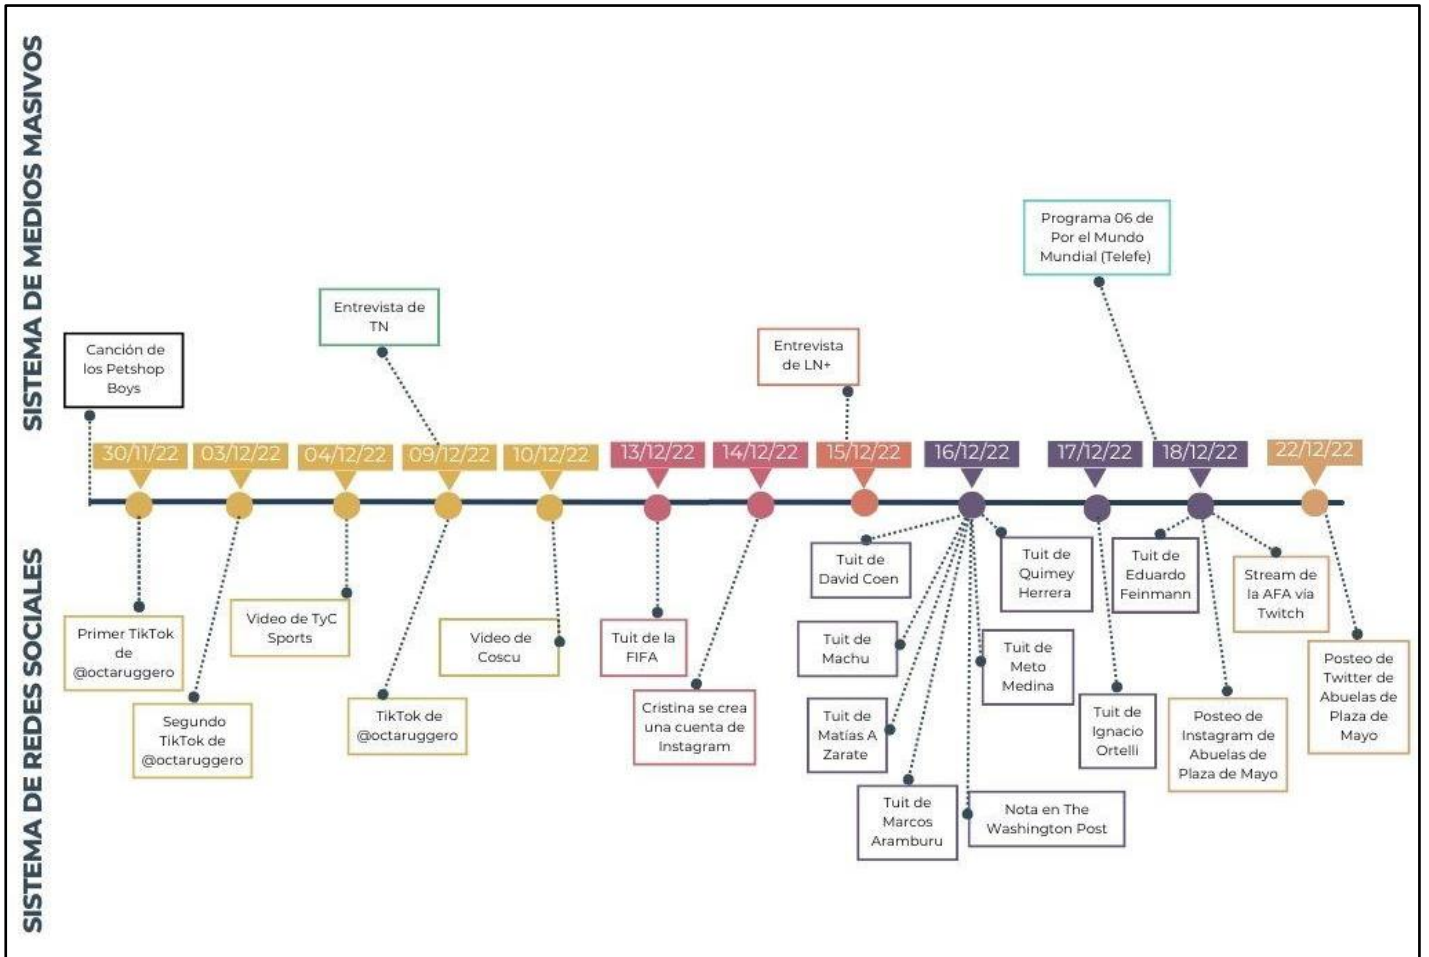 SISTEMA DE MEDIOS MASIVOS
Programa 06 de
Por el Mundo
Mundial (Telefe)
Entrevista de
TN
Canción de
los Petshop
Boys
Entrevista
de LN+
30/11/22
03/12/22
04/12/22
09/12/22
10/12/22
13/12/22
14/12/22
15/12/22
16/12/22
17/12/22
18/12/22
22/12/22
SISTEMA DE REDES SOCIALES
Primer TikTok
de
@octaruggero
Segundo
TikTok de
@octaruggero
Video de TyC
Sports
TikTok de
@octaruggero
Video de
Coscu
Tuit de la
FIFA
Cristina se crea
una cuenta de
Instagram
Tuit de
David Coen
Tuit de
Machu
Tuit de
Matías A
Zarate
Tuit de
Marcos
Aramburu
Nota en The
Washington Post
Tuit de
Meto
Medina
Tuit de
Quimey
Herrera
Tuit de
Ignacio
Ortelli
Tuit de
Eduardo
Feinmann
Posteo de
Instagram de
Abuelas de
Plaza de Mayo
Stream de
la AFA vía
Twitch
Posteo de
Twitter de
Abuelas de
Plaza de
Mayo